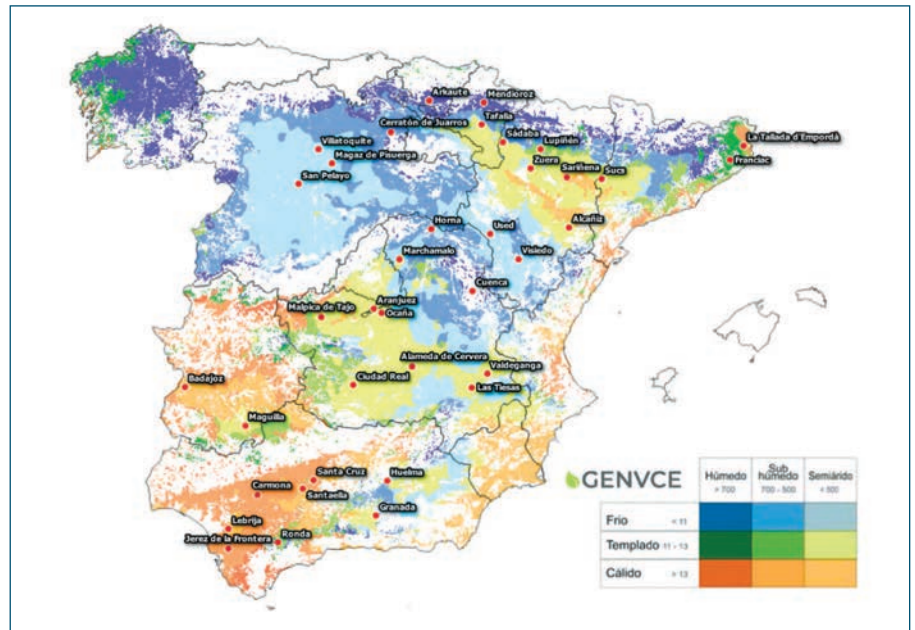 Arkaute
Mendioroz
Tafalla
Cerratón de Juarros
Sádaba
Lupiñén
La Tallada d'Empordà
Villatoquite
Magaz de Pisuerga
Zuera
Franciac
San Pelayo
Sariñena
Sucs
Horna
Used
Alcañiz
Marchamalo
Visiedo
Cuenca
Aranjuez
Malpica de Tajo
Ocaña
Alameda de Cervera
Valdeganga
Badajoz
Ciudad Real
Las Tiesas
Maguilla
Santa Cruz
Huelma
Carmona
Santaella
Granada
Lebrija
Ronda
Jerez de la Frontera
GENVCE
Húmedo
> 700
Sub
húmedo
700 - 500
Semiárido
< 500
Frío < 11
Templado 11 - 13
Cálido > 13